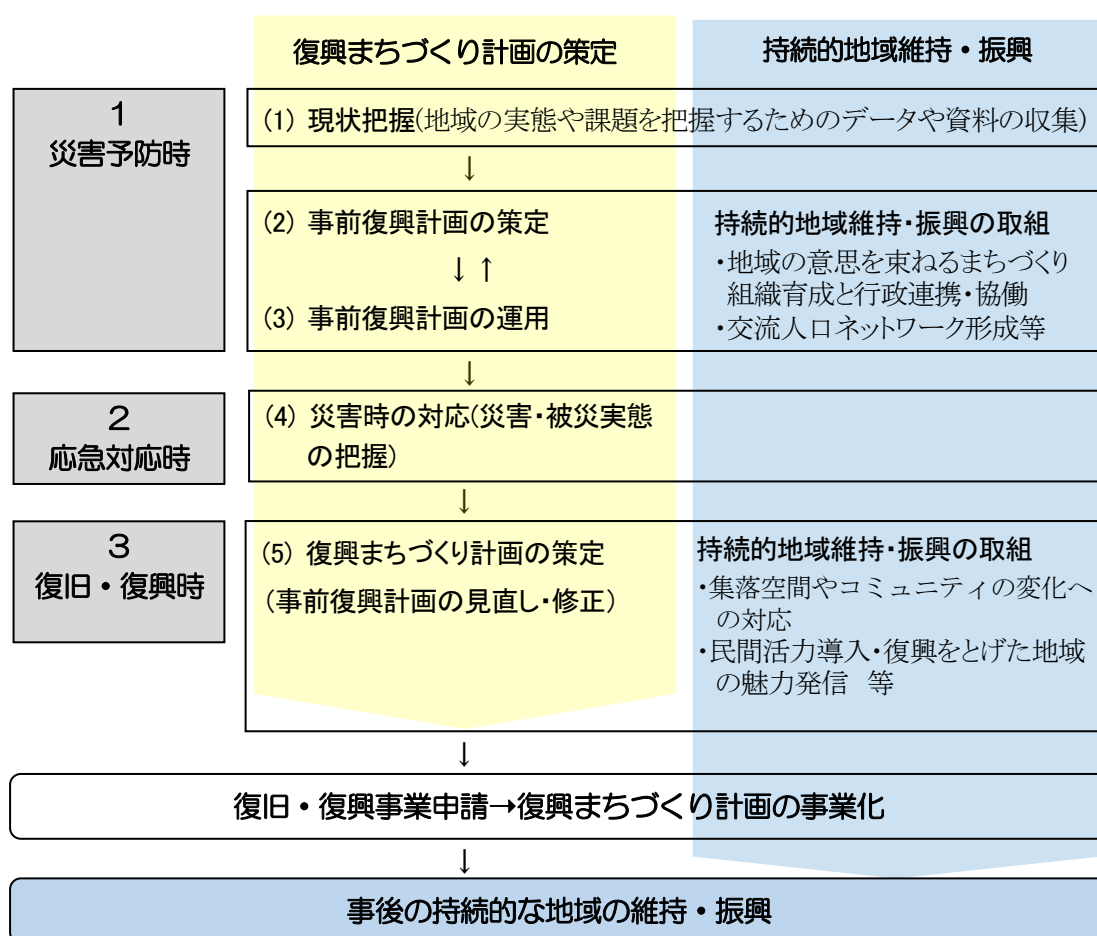 復興まちづくり計画の策定
持続的地域維持・振興
1
災害予防時
(1) 現状把握(地域の実態や課題を把握するためのデータや資料の収集)
↓
(2) 事前復興計画の策定
↓ ↑
(3) 事前復興計画の運用
持続的地域維持・振興の取組
・地域の意思を束ねるまちづくり
組織育成と行政連携・協働
・交流人口ネットワーク形成等
↓
2
応急対応時
(4) 災害時の対応(災害・被災実態
の把握)
↓
3
復旧・復興時
(5) 復興まちづくり計画の策定
(事前復興計画の見直し・修正)
持続的地域維持・振興の取組
・集落空間やコミュニティの変化へ
の対応
・民間活力導入・復興をとげた地域
の魅力発信 等
↓
復旧・復興事業申請→復興まちづくり計画の事業化
↓
事後の持続的な地域の維持・振興